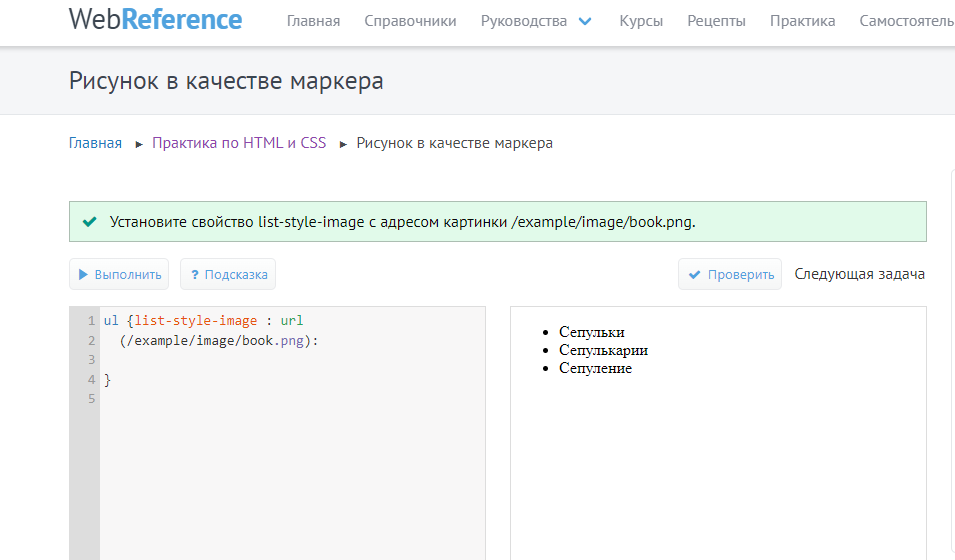 WebReference Главная Справочники Руководства Курсы Рецепты Практика Самостоятель
Рисунок в качестве маркера
Главная ► Практика по HTML и CSS ► Рисунок в качестве маркера
Установите свойство list-style-image с адресом картинки /example/image/book.png.
Выполнить ? Подсказка Проверить Следующая задача
1 ul {list-style-image : url
2 (/example/image/book.png):
3
4 }
5
• Сепульки
• Сепулькарии
• Сепуление